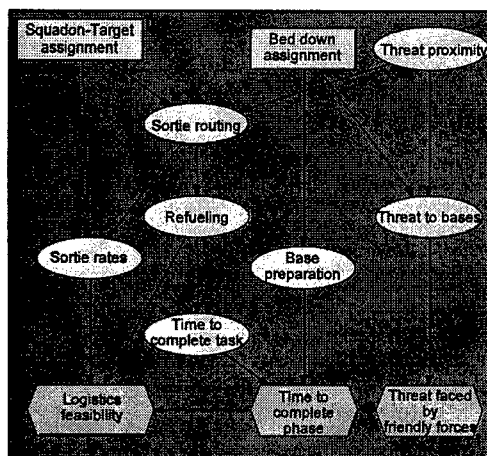 Squadon-Target
assignment
Bed down
assignment
Threat proximity
Sortie routing
Refueling
Threat to bases
Sortie rates
Base
preparation
Time to
complete task
Logistics
feasibility
Time to
complete
phase
Threat faced
by
friendly forces